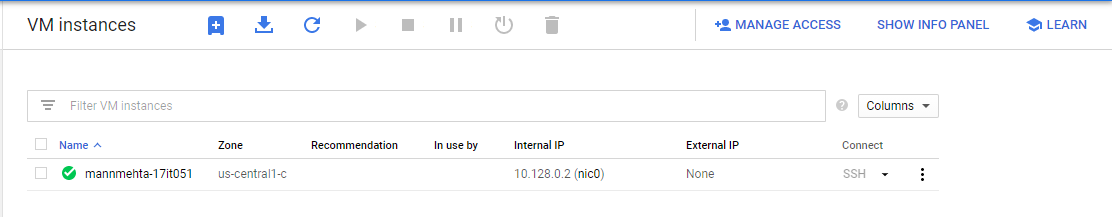 VM instances MANAGE ACCESS SHOW INFO PANEL LEARN
Filter VM instances Columns
Name Zone Recommendation In use by Internal IP External IP Connect
mannmehta-17it051 us-central1-c 10.128.0.2 (nic0) None SSH